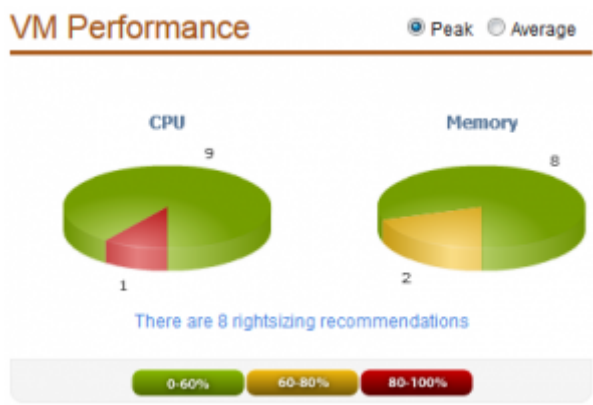 VM Performance
Peak Average
CPU Memory
9 8
1 2
There are 8 rightsizing recommendations
0-60% 60-80% 80-100%